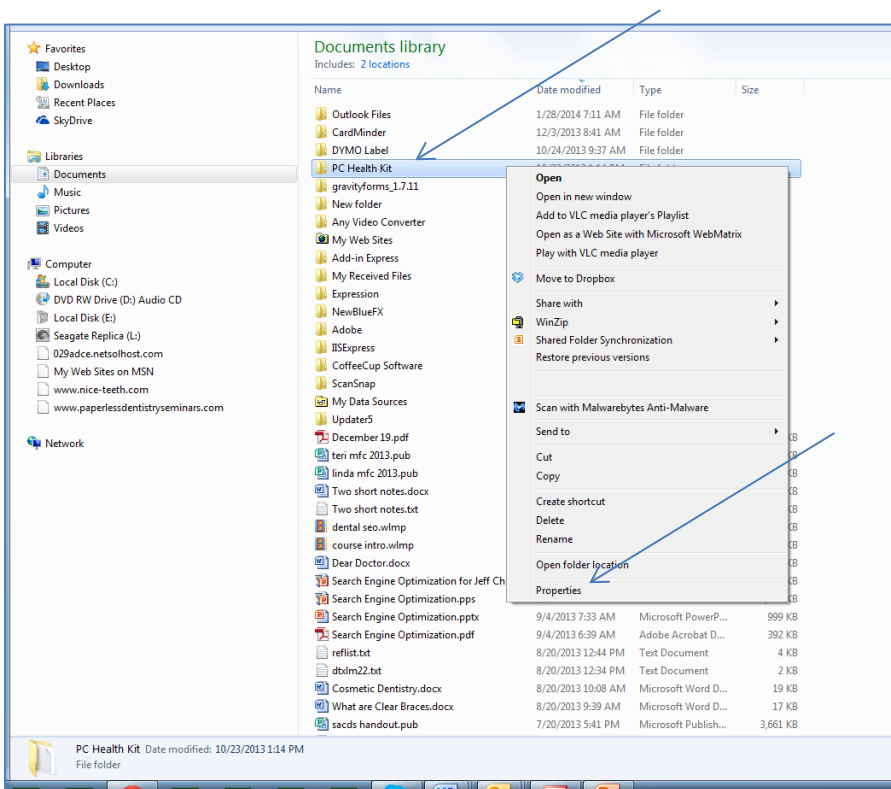 Favorites
Desktop
Downloads
Recent Places
SkyDrive
Libraries
Documents
Music
Pictures
Videos
Computer
Local Disk (C:)
DVD RW Drive (D:) Audio CD
Local Disk (E:)
Seagate Replica (L:)
029adce.netsolhost.com
My Web Sites on MSN
www.nice-teeth.com
www.paperlessdentistryseminars.com
Network
Documents library
Includes: 2 locations
Name Date modified Type Size
Outlook Files 1/28/2014 7:11 AM File folder
CardMinder 12/3/2013 8:41 AM File folder
DYMO Label 10/24/2013 9:37 AM File folder
PC Health Kit
gravityforms_1.7.11
New folder
Any Video Converter
My Web Sites
Add-in Express
My Received Files
Expression
NewBlueFX
Adobe
IISExpress
CoffeeCup Software
ScanSnap
My Data Sources
Updater5
December 19.pdf KB
teri mfc 2013.pub KB
linda mfc 2013.pub KB
Two short notes.docx KB
Two short notes.txt KB
dental seo.wlmp KB
course intro.wlmp KB
Dear Doctor.docx KB
Search Engine Optimization for Jeff Ch KB
Search Engine Optimization.pps KB
Search Engine Optimization.pptx 9/4/2013 7:33 AM Microsoft PowerP... 999 KB
Search Engine Optimization.pdf 9/4/2013 6:39 AM Adobe Acrobat D... 392 KB
reflist.txt 8/20/2013 12:44 PM Text Document 4 KB
dtxlm22.txt 8/20/2013 12:34 PM Text Document 2 KB
Cosmetic Dentistry.docx 8/20/2013 10:08 AM Microsoft Word D... 19 KB
What are Clear Braces.docx 8/20/2013 9:39 AM Microsoft Word D... 17 KB
sacds handout.pub 7/20/2013 5:41 PM Microsoft Publish... 3,661 KB
Open
Open in new window
Add to VLC media player's Playlist
Open as a Web Site with Microsoft WebMatrix
Play with VLC media player
Move to Dropbox
Share with
WinZip
Shared Folder Synchronization
Restore previous versions
Scan with Malwarebytes Anti-Malware
Send to
Cut
Copy
Create shortcut
Delete
Rename
Open folder location
Properties
PC Health Kit Date modified: 10/23/2013 1:14 PM
File folder